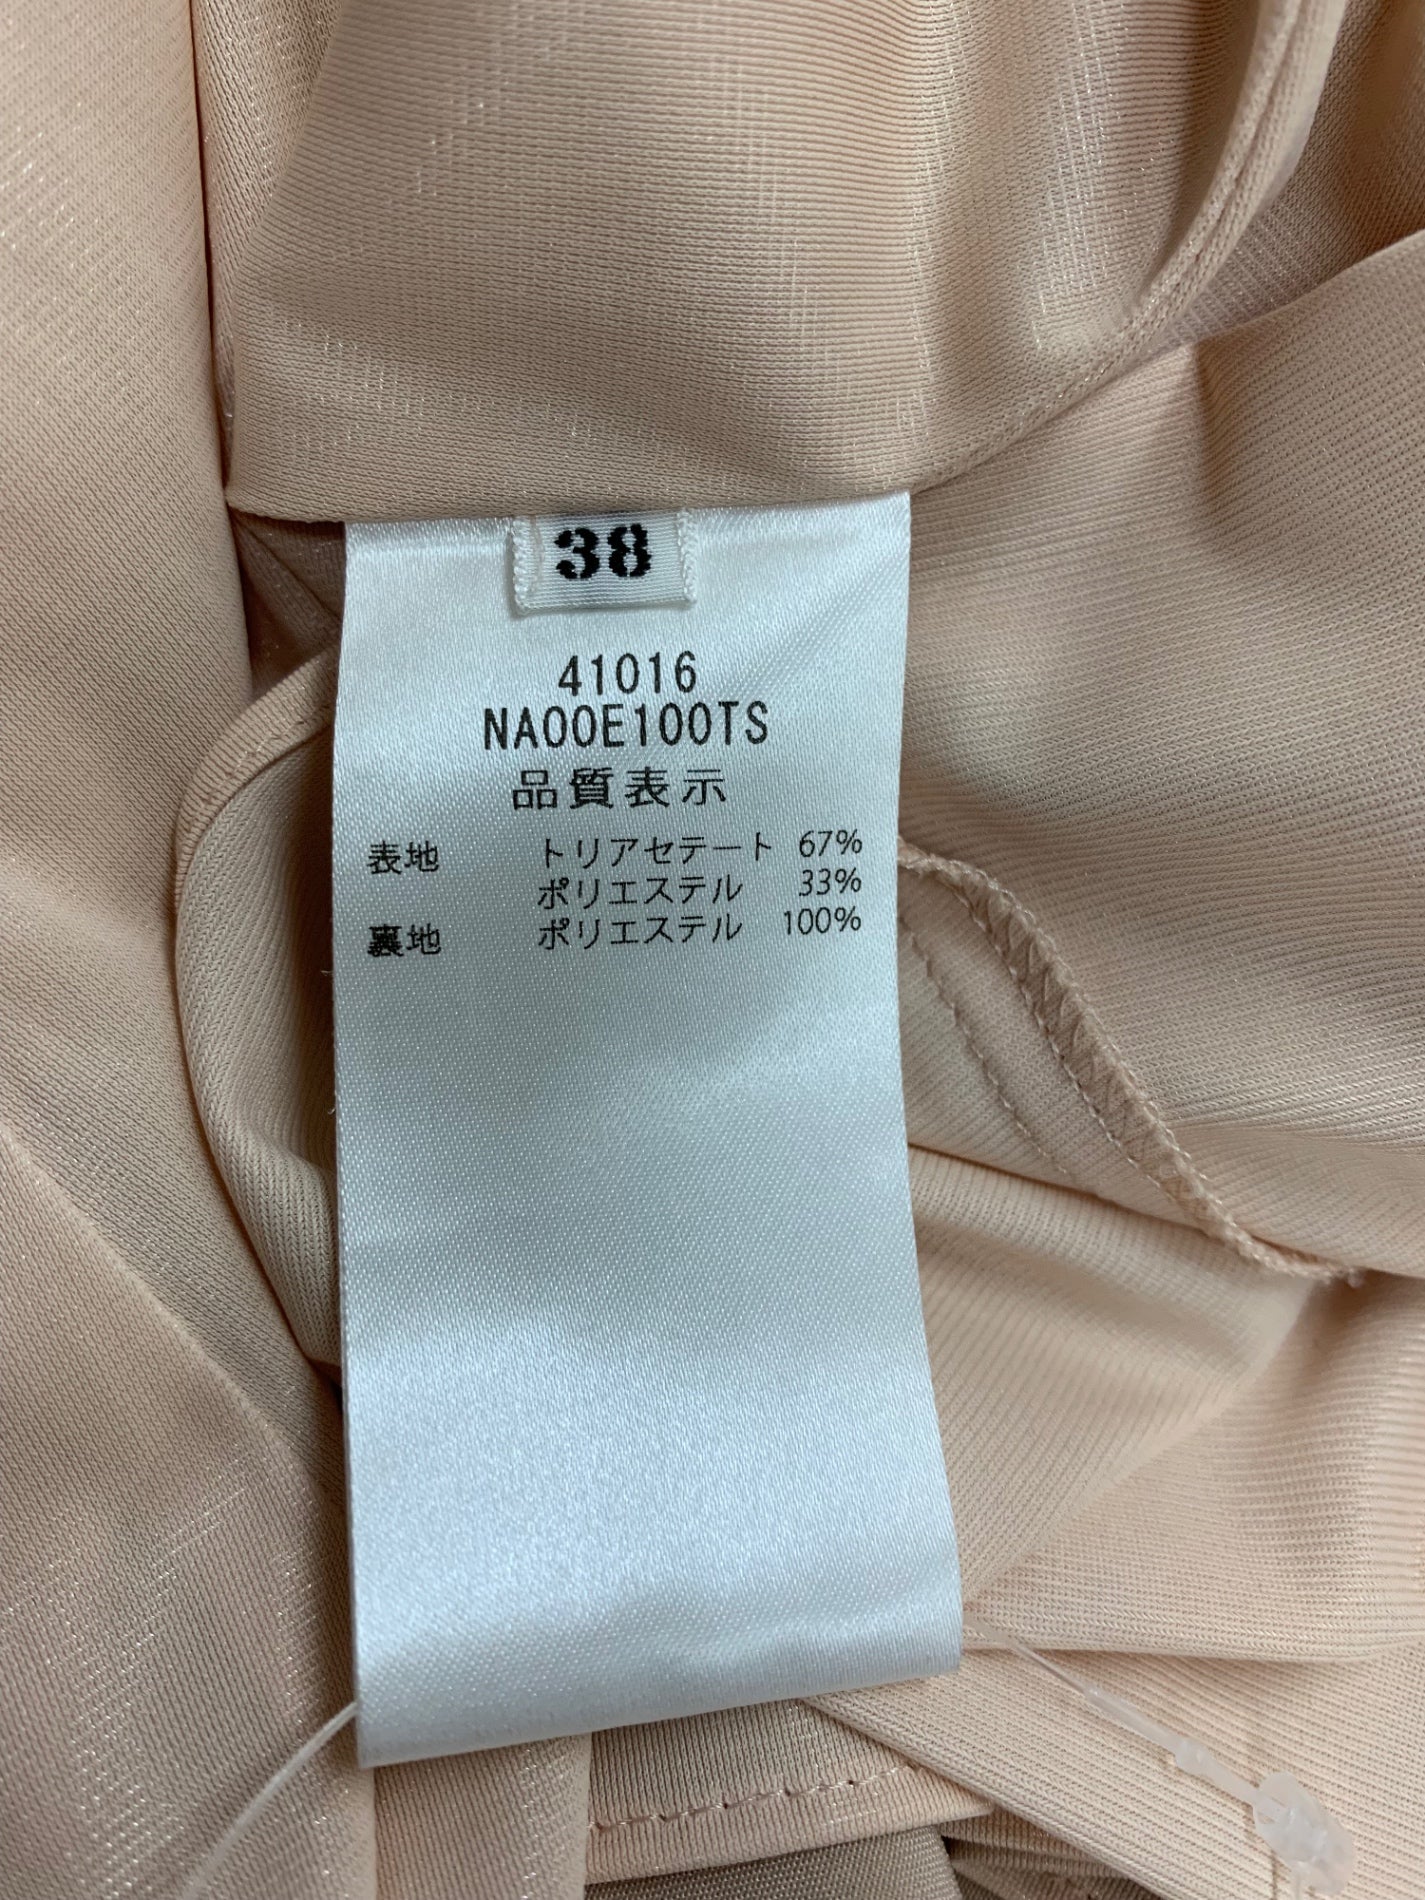 38
41016
NA00E100TS
品質表示
表地 トリアセテート 67%
ポリエステル 33%
裏地 ポリエステル 100%